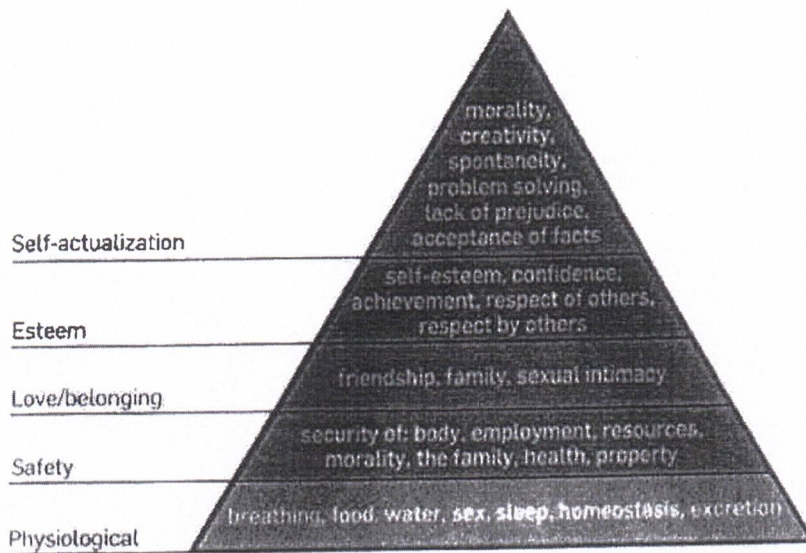 morality,
creativity,
spontaneity,
problem solving,
lack of prejudice,
acceptance of facts
Self-actualization
self-esteem, confidence,
achievement, respect of others,
respect by others
Esteem
friendship, family, sexual intimacy
Love/belonging
security of: body, employment, resources,
morality, the family, health, property
Safety
breathing, food, water, sex, sleep, homeostasis, excretion
Physiological